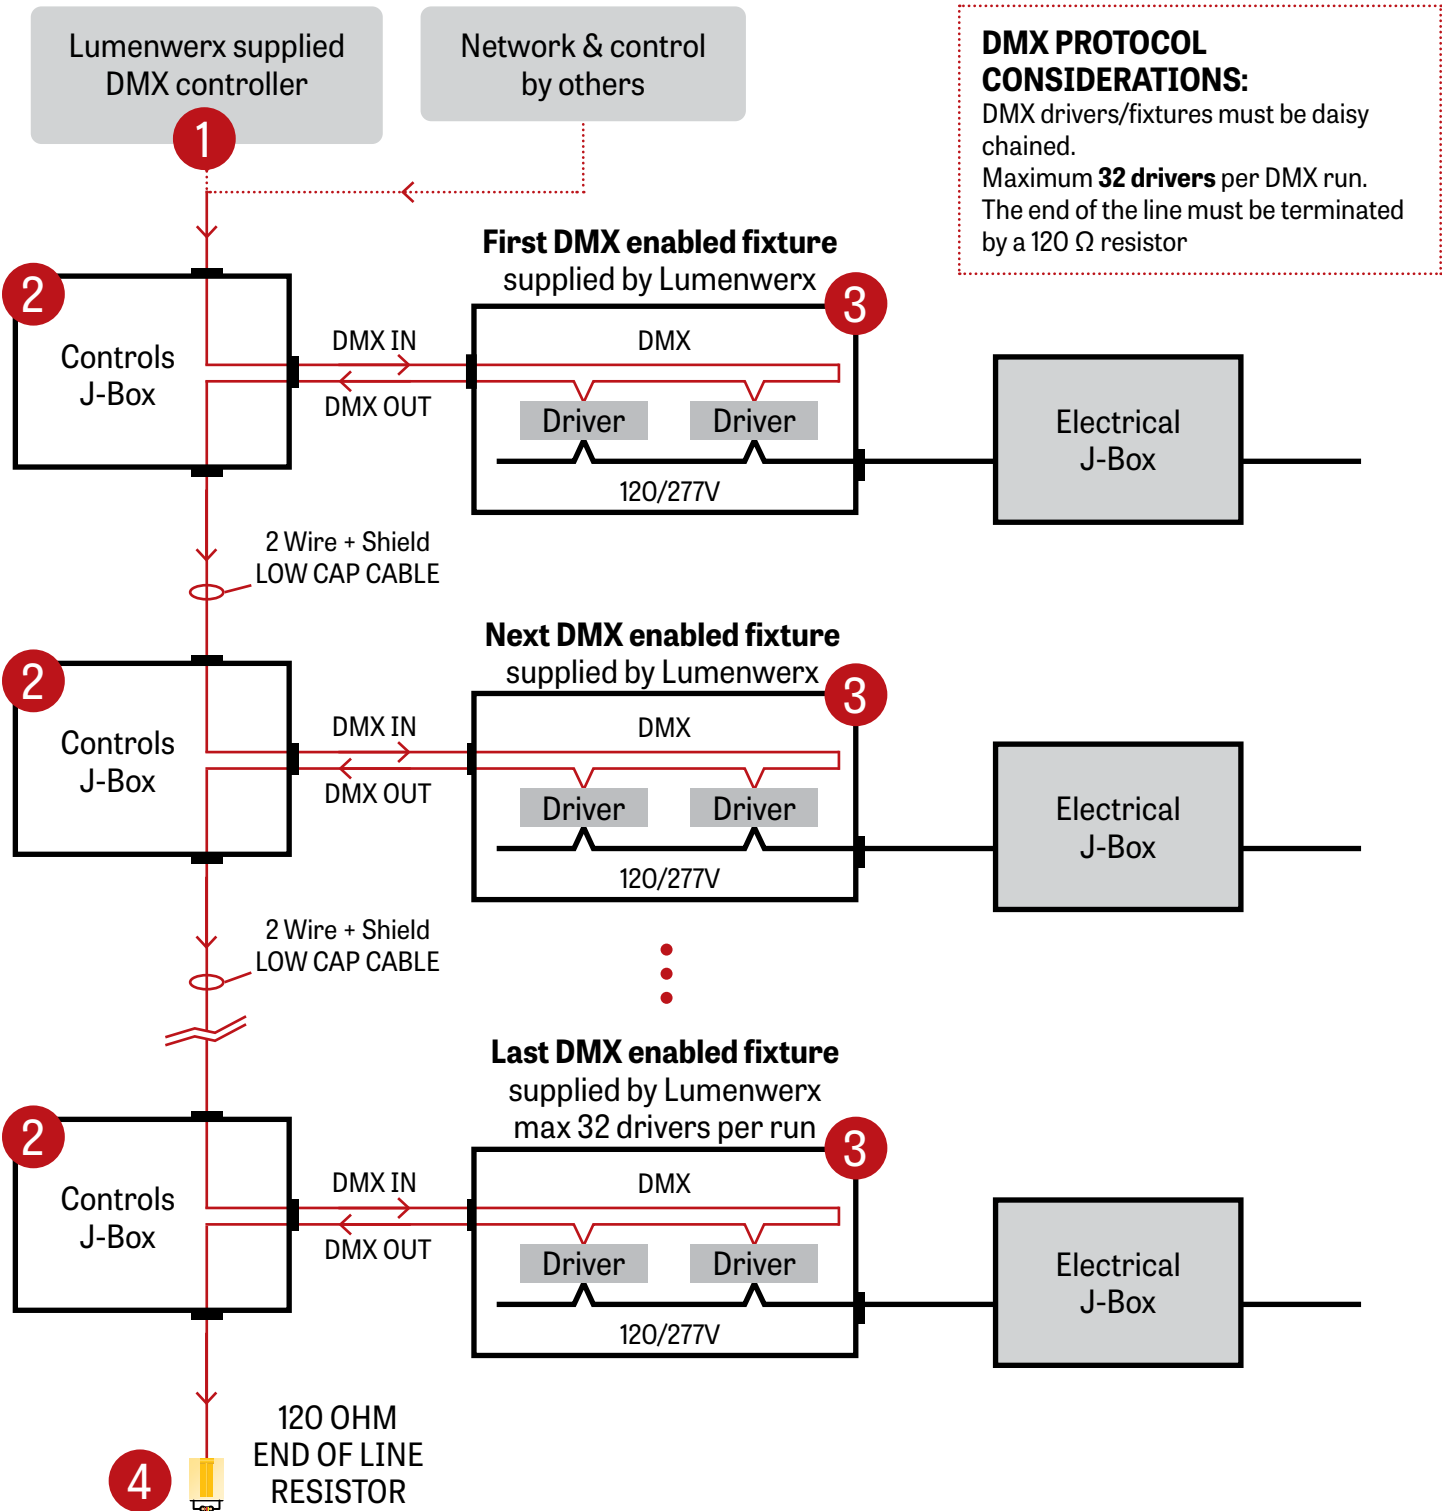 Lumenwerx supplied
DMX controller
1
Network & control
by others
DMX PROTOCOL
CONSIDERATIONS:
DMX drivers/fixtures must be daisy
chained.
Maximum 32 drivers per DMX run.
The end of the line must be terminated
by a 120 Ω resistor
First DMX enabled fixture
supplied by Lumenwerx
2
Controls
J-Box
DMX IN
DMX OUT
3
DMX
Driver
Driver
120/277V
Electrical
J-Box
2 Wire + Shield
LOW CAP CABLE
Next DMX enabled fixture
supplied by Lumenwerx
2
Controls
J-Box
DMX IN
DMX OUT
3
DMX
Driver
Driver
120/277V
Electrical
J-Box
2 Wire + Shield
LOW CAP CABLE
Last DMX enabled fixture
supplied by Lumenwerx
max 32 drivers per run
2
Controls
J-Box
DMX IN
DMX OUT
3
DMX
Driver
Driver
120/277V
Electrical
J-Box
4
120 OHM
END OF LINE
RESISTOR